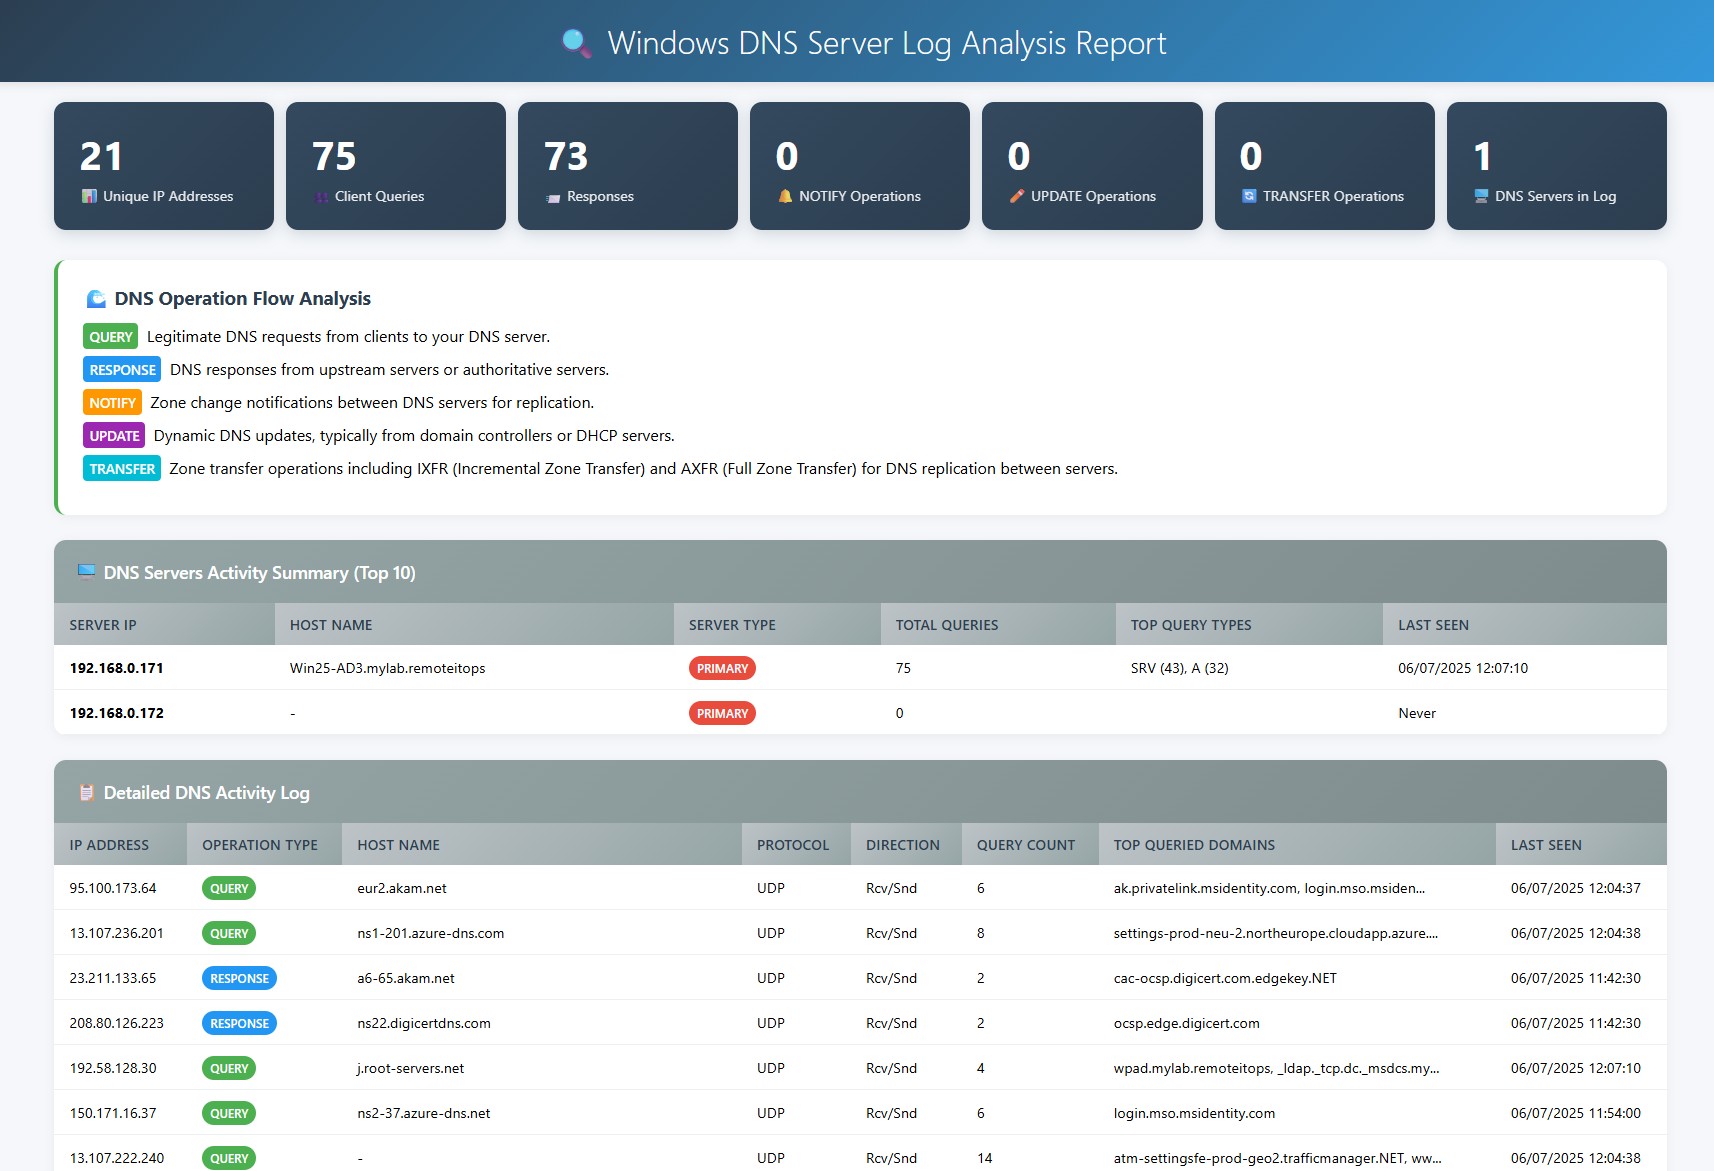 Windows DNS Server Log Analysis Report
21
Unique IP Addresses
75
Client Queries
73
Responses
0
NOTIFY Operations
0
UPDATE Operations
0
TRANSFER Operations
1
DNS Servers in Log
DNS Operation Flow Analysis
QUERY Legitimate DNS requests from clients to your DNS server.
RESPONSE DNS responses from upstream servers or authoritative servers.
NOTIFY Zone change notifications between DNS servers for replication.
UPDATE Dynamic DNS updates, typically from domain controllers or DHCP servers.
TRANSFER Zone transfer operations including IXFR (Incremental Zone Transfer) and AXFR (Full Zone Transfer) for DNS replication between servers.
DNS Servers Activity Summary (Top 10)
SERVER IP HOST NAME SERVER TYPE TOTAL QUERIES TOP QUERY TYPES LAST SEEN
192.168.0.171 Win25-AD3.mylab.remoteitops PRIMARY 75 SRV (43), A (32) 06/07/2025 12:07:10
192.168.0.172 - PRIMARY 0 Never
Detailed DNS Activity Log
IP ADDRESS OPERATION TYPE HOST NAME PROTOCOL DIRECTION QUERY COUNT TOP QUERIED DOMAINS LAST SEEN
95.100.173.64 QUERY eur2.akam.net UDP Rcv/Snd 6 ak.privatelink.msidentity.com, login.mso.msiden... 06/07/2025 12:04:37
13.107.236.201 QUERY ns1-201.azure-dns.com UDP Rcv/Snd 8 settings-prod-neu-2.northeurope.cloudapp.azure.... 06/07/2025 12:04:38
23.211.133.65 RESPONSE a6-65.akam.net UDP Rcv/Snd 2 cac-ocsp.digicert.com.edgekey.NET 06/07/2025 11:42:30
208.80.126.223 RESPONSE ns22.digicertdns.com UDP Rcv/Snd 2 ocsp.edge.digicert.com 06/07/2025 11:42:30
192.58.128.30 QUERY j.root-servers.net UDP Rcv/Snd 4 wpad.mylab.remoteitops, _ldap._tcp.dc._msdcs.my... 06/07/2025 12:07:10
150.171.16.37 QUERY ns2-37.azure-dns.net UDP Rcv/Snd 6 login.mso.msidentity.com 06/07/2025 11:54:00
13.107.222.240 QUERY - UDP Rcv/Snd 14 atm-settingsfe-prod-geo2.trafficmanager.NET, ww... 06/07/2025 12:04:38